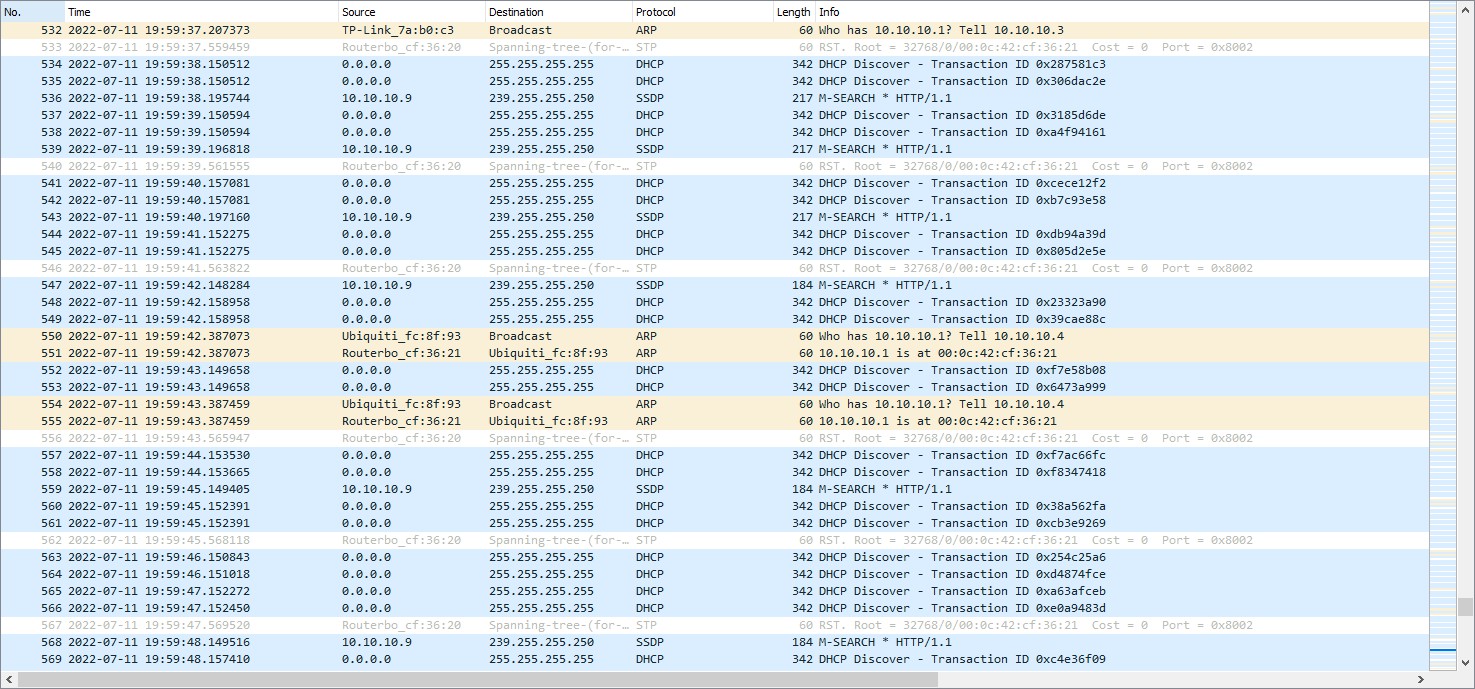 No. Time Source Destination Protocol Length Info
532 2022-07-11 19:59:37.207373 TP-Link_7a:b0:c3 Broadcast ARP 60 Who has 10.10.10.1? Tell 10.10.10.3
533 2022-07-11 19:59:37.559459 Routerbo_cf:36:20 Spanning-tree-(for-… STP 60 RST. Root = 32768/0/00:0c:42:cf:36:21 Cost = 0 Port = 0x8002
534 2022-07-11 19:59:38.150512 0.0.0.0 255.255.255.255 DHCP 342 DHCP Discover - Transaction ID 0x287581c3
535 2022-07-11 19:59:38.150512 0.0.0.0 255.255.255.255 DHCP 342 DHCP Discover - Transaction ID 0x306dac2e
536 2022-07-11 19:59:38.195744 10.10.10.9 239.255.255.250 SSDP 217 M-SEARCH * HTTP/1.1
537 2022-07-11 19:59:39.150594 0.0.0.0 255.255.255.255 DHCP 342 DHCP Discover - Transaction ID 0x3185d6de
538 2022-07-11 19:59:39.150594 0.0.0.0 255.255.255.255 DHCP 342 DHCP Discover - Transaction ID 0xa4f94161
539 2022-07-11 19:59:39.196818 10.10.10.9 239.255.255.250 SSDP 217 M-SEARCH * HTTP/1.1
540 2022-07-11 19:59:39.561555 Routerbo_cf:36:20 Spanning-tree-(for-… STP 60 RST. Root = 32768/0/00:0c:42:cf:36:21 Cost = 0 Port = 0x8002
541 2022-07-11 19:59:40.157081 0.0.0.0 255.255.255.255 DHCP 342 DHCP Discover - Transaction ID 0xcece12f2
542 2022-07-11 19:59:40.157081 0.0.0.0 255.255.255.255 DHCP 342 DHCP Discover - Transaction ID 0xb7c93e58
543 2022-07-11 19:59:40.197160 10.10.10.9 239.255.255.250 SSDP 217 M-SEARCH * HTTP/1.1
544 2022-07-11 19:59:41.152275 0.0.0.0 255.255.255.255 DHCP 342 DHCP Discover - Transaction ID 0xdb94a39d
545 2022-07-11 19:59:41.152275 0.0.0.0 255.255.255.255 DHCP 342 DHCP Discover - Transaction ID 0x805d2e5e
546 2022-07-11 19:59:41.563822 Routerbo_cf:36:20 Spanning-tree-(for-… STP 60 RST. Root = 32768/0/00:0c:42:cf:36:21 Cost = 0 Port = 0x8002
547 2022-07-11 19:59:42.148284 10.10.10.9 239.255.255.250 SSDP 184 M-SEARCH * HTTP/1.1
548 2022-07-11 19:59:42.158958 0.0.0.0 255.255.255.255 DHCP 342 DHCP Discover - Transaction ID 0x23323a90
549 2022-07-11 19:59:42.158958 0.0.0.0 255.255.255.255 DHCP 342 DHCP Discover - Transaction ID 0x39cae88c
550 2022-07-11 19:59:42.387073 Ubiquiti_fc:8f:93 Broadcast ARP 60 Who has 10.10.10.1? Tell 10.10.10.4
551 2022-07-11 19:59:42.387073 Routerbo_cf:36:21 Ubiquiti_fc:8f:93 ARP 60 10.10.10.1 is at 00:0c:42:cf:36:21
552 2022-07-11 19:59:43.149658 0.0.0.0 255.255.255.255 DHCP 342 DHCP Discover - Transaction ID 0xf7e58b08
553 2022-07-11 19:59:43.149658 0.0.0.0 255.255.255.255 DHCP 342 DHCP Discover - Transaction ID 0x6473a999
554 2022-07-11 19:59:43.387459 Ubiquiti_fc:8f:93 Broadcast ARP 60 Who has 10.10.10.1? Tell 10.10.10.4
555 2022-07-11 19:59:43.387459 Routerbo_cf:36:21 Ubiquiti_fc:8f:93 ARP 60 10.10.10.1 is at 00:0c:42:cf:36:21
556 2022-07-11 19:59:43.565947 Routerbo_cf:36:20 Spanning-tree-(for-… STP 60 RST. Root = 32768/0/00:0c:42:cf:36:21 Cost = 0 Port = 0x8002
557 2022-07-11 19:59:44.153530 0.0.0.0 255.255.255.255 DHCP 342 DHCP Discover - Transaction ID 0xf7ac66fc
558 2022-07-11 19:59:44.153665 0.0.0.0 255.255.255.255 DHCP 342 DHCP Discover - Transaction ID 0xf8347418
559 2022-07-11 19:59:45.149405 10.10.10.9 239.255.255.250 SSDP 184 M-SEARCH * HTTP/1.1
560 2022-07-11 19:59:45.152391 0.0.0.0 255.255.255.255 DHCP 342 DHCP Discover - Transaction ID 0x38a562fa
561 2022-07-11 19:59:45.152391 0.0.0.0 255.255.255.255 DHCP 342 DHCP Discover - Transaction ID 0xcb3e9269
562 2022-07-11 19:59:45.568118 Routerbo_cf:36:20 Spanning-tree-(for-… STP 60 RST. Root = 32768/0/00:0c:42:cf:36:21 Cost = 0 Port = 0x8002
563 2022-07-11 19:59:46.150843 0.0.0.0 255.255.255.255 DHCP 342 DHCP Discover - Transaction ID 0x254c25a6
564 2022-07-11 19:59:46.151018 0.0.0.0 255.255.255.255 DHCP 342 DHCP Discover - Transaction ID 0xd4874fce
565 2022-07-11 19:59:47.152272 0.0.0.0 255.255.255.255 DHCP 342 DHCP Discover - Transaction ID 0xa63afceb
566 2022-07-11 19:59:47.152450 0.0.0.0 255.255.255.255 DHCP 342 DHCP Discover - Transaction ID 0xe0a9483d
567 2022-07-11 19:59:47.569520 Routerbo_cf:36:20 Spanning-tree-(for-… STP 60 RST. Root = 32768/0/00:0c:42:cf:36:21 Cost = 0 Port = 0x8002
568 2022-07-11 19:59:48.149516 10.10.10.9 239.255.255.250 SSDP 184 M-SEARCH * HTTP/1.1
569 2022-07-11 19:59:48.157410 0.0.0.0 255.255.255.255 DHCP 342 DHCP Discover - Transaction ID 0xc4e36f09